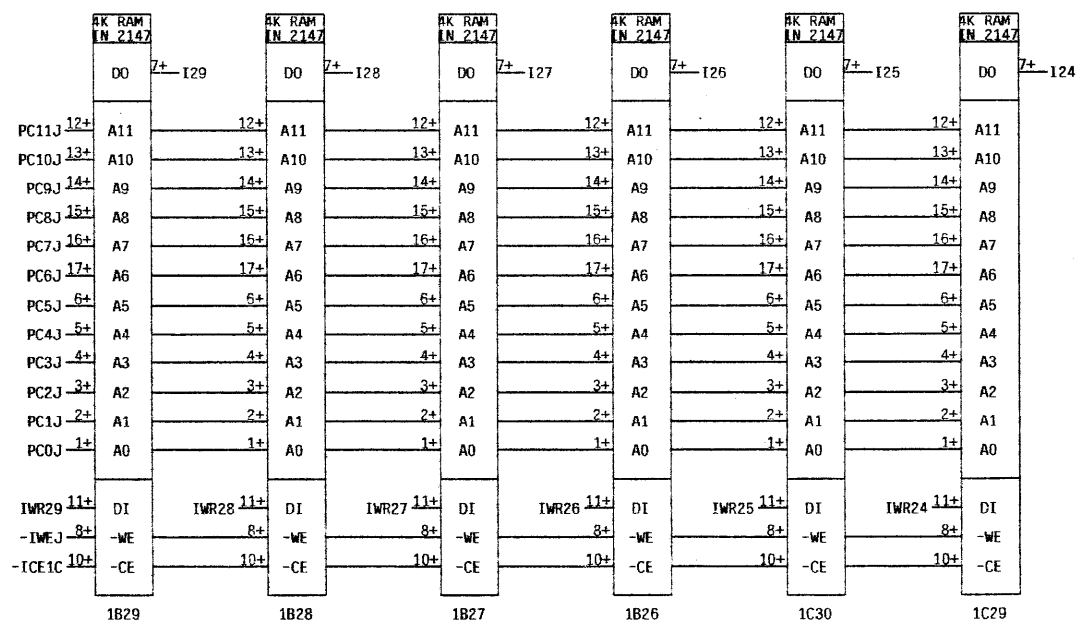 4K RAM 4K RAM 4K RAM 4K RAM 4K RAM 4K RAM
IN 2147 IN 2147 IN 2147 IN 2147 IN 2147 IN 2147
DO 7+ I29 DO 7+ I28 DO 7+ I27 DO 7+ I26 DO 7+ I25 DO 7+ I24
PC11J 12+ A11 12+ A11 12+ A11 12+ A11 12+ A11 12+ A11
PC10J 13+ A10 13+ A10 13+ A10 13+ A10 13+ A10 13+ A10
PC9J 14+ A9 14+ A9 14+ A9 14+ A9 14+ A9 14+ A9
PC8J 15+ A8 15+ A8 15+ A8 15+ A8 15+ A8 15+ A8
PC7J 16+ A7 16+ A7 16+ A7 16+ A7 16+ A7 16+ A7
PC6J 17+ A6 17+ A6 17+ A6 17+ A6 17+ A6 17+ A6
PC5J 6+ A5 6+ A5 6+ A5 6+ A5 6+ A5 6+ A5
PC4J 5+ A4 5+ A4 5+ A4 5+ A4 5+ A4 5+ A4
PC3J 4+ A3 4+ A3 4+ A3 4+ A3 4+ A3 4+ A3
PC2J 3+ A2 3+ A2 3+ A2 3+ A2 3+ A2 3+ A2
PC1J 2+ A1 2+ A1 2+ A1 2+ A1 2+ A1 2+ A1
PC0J 1+ A0 1+ A0 1+ A0 1+ A0 1+ A0 1+ A0
IWR29 11+ DI IWR28 11+ DI IWR27 11+ DI IWR26 11+ DI IWR25 11+ DI IWR24 11+ DI
-IWEJ 8+ -WE 8+ -WE 8+ -WE 8+ -WE 8+ -WE 8+ -WE
-ICE1C 10+ -CE 10+ -CE 10+ -CE 10+ -CE 10+ -CE 10+ -CE
1B29 1B28 1B27 1B26 1C30 1C29